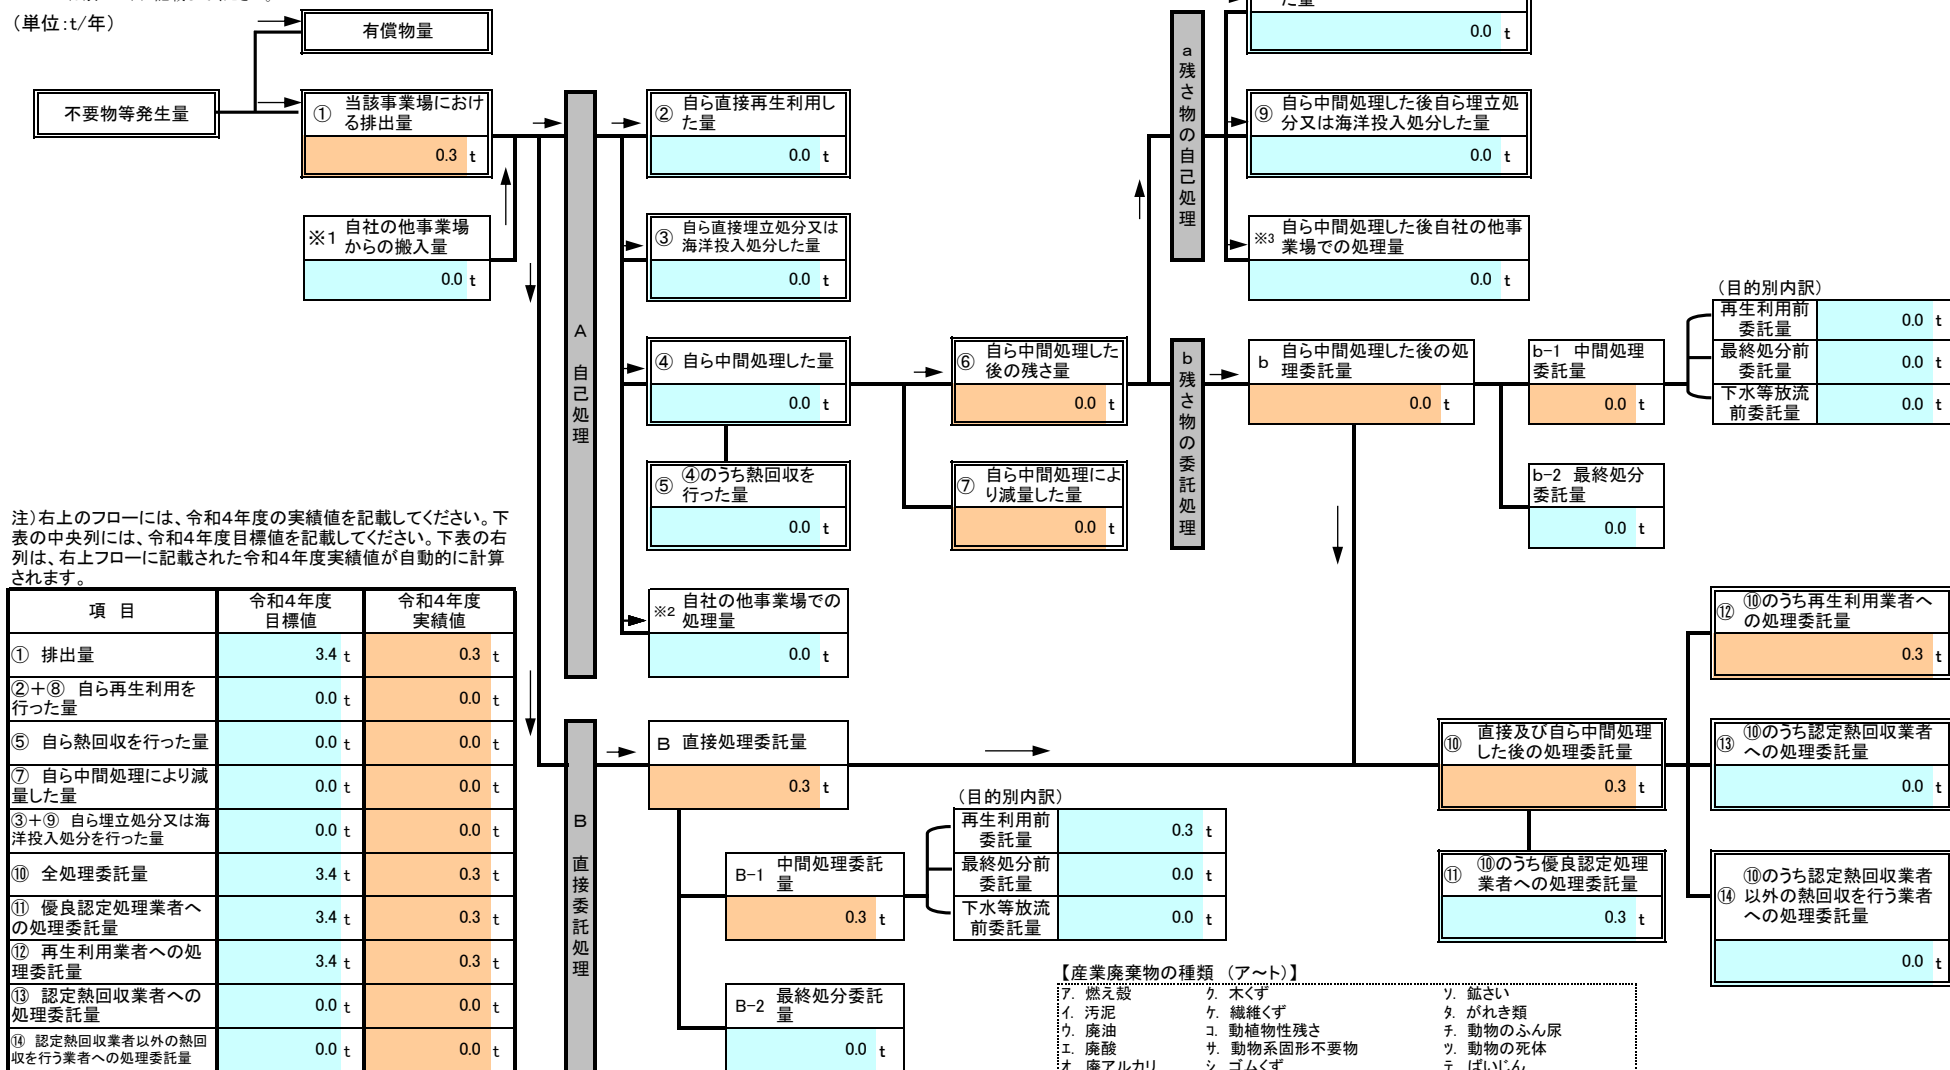 (単位:t/年)
有償物量
不要物等発生量
① 当該事業場におけ
る排出量
0.3 t
※1 自社の他事業場
からの搬入量
0.0 t
A 自己処理
② 自ら直接再生利用し
た量
0.0 t
③ 自ら直接埋立処分又は
海洋投入処分した量
0.0 t
④ 自ら中間処理した量
0.0 t
⑤ ④のうち熱回収を
行った量
0.0 t
※2 自社の他事業場での
処理量
0.0 t
⑥ 自ら中間処理した
後の残さ量
0.0 t
⑦ 自ら中間処理によ
り減量した量
0.0 t
a 残さ物の自己処理
た量
0.0 t
⑨ 自ら中間処理した後自ら埋立処
分又は海洋投入処分した量
0.0 t
※3 自ら中間処理した後自社の他事
業場での処理量
0.0 t
b 残さ物の委託処理
b 自ら中間処理した後の処
理委託量
0.0 t
b-1 中間処理
委託量
0.0 t
b-2 最終処分
委託量
0.0 t
(目的別内訳)
再生利用前
委託量
0.0 t
最終処分前
委託量
0.0 t
下水等放流
前委託量
0.0 t
注)右上のフローには、令和4年度の実績値を記載してください。下
表の中央列には、令和4年度目標値を記載してください。下表の右
列は、右上フローに記載された令和4年度実績値が自動的に計算
されます。
項 目 令和4年度
目標値 令和4年度
実績値
① 排出量 3.4 t 0.3 t
②+⑧ 自ら再生利用を
行った量 0.0 t 0.0 t
⑤ 自ら熱回収を行った量 0.0 t 0.0 t
⑦ 自ら中間処理により減
量した量 0.0 t 0.0 t
③+⑨ 自ら埋立処分又は海
洋投入処分を行った量 0.0 t 0.0 t
⑩ 全処理委託量 3.4 t 0.3 t
⑪ 優良認定処理業者へ
の処理委託量 3.4 t 0.3 t
⑫ 再生利用業者への処
理委託量 3.4 t 0.3 t
⑬ 認定熱回収業者への
処理委託量 0.0 t 0.0 t
⑭ 認定熱回収業者以外の熱回
収を行う業者への処理委託量 0.0 t 0.0 t
B 直接委託処理
B 直接処理委託量
0.3 t
B-1 中間処理委託
量
0.3 t
B-2 最終処分委託
量
0.0 t
(目的別内訳)
再生利用前
委託量
0.3 t
最終処分前
委託量
0.0 t
下水等放流
前委託量
0.0 t
⑩ 直接及び自ら中間処理
した後の処理委託量
0.3 t
⑪ ⑩のうち優良認定処理
業者への処理委託量
0.3 t
⑫ ⑩のうち再生利用業者へ
の処理委託量
0.3 t
⑬ ⑩のうち認定熱回収業者
への処理委託量
0.0 t
⑭ ⑩のうち認定熱回収業者
以外の熱回収を行う業者
への処理委託量
0.0 t
【産業廃棄物の種類 (ア~ト)】
ア. 燃え殻 ク. 木くず ソ. 鉱さい
イ. 汚泥 ケ. 繊維くず タ. がれき類
ウ. 廃油 コ. 動植物性残さ チ. 動物のふん尿
エ. 廃酸 サ. 動物系固形不要物 ツ. 動物の死体
オ. 廃アルカリ シ. ゴムくず テ. ばいじん